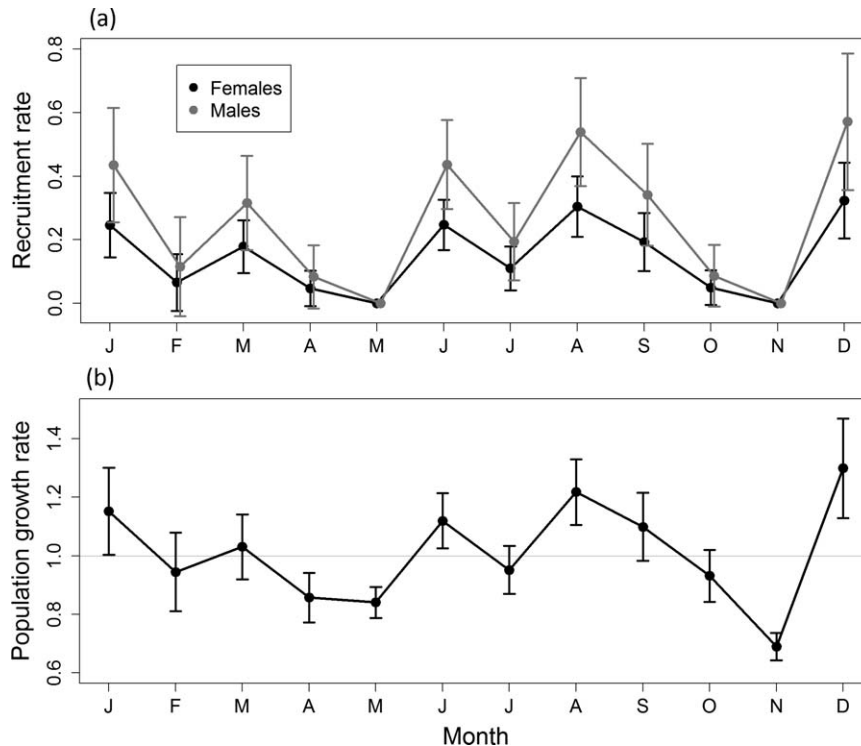 (a)
Recruitment rate
0.8
0.6
0.4
0.2
0.0
Females
Males
J F M A M J J A S O N D
(b)
Population growth rate
1.4
1.2
1.0
0.8
0.6
J F M A M J J A S O N D
Month